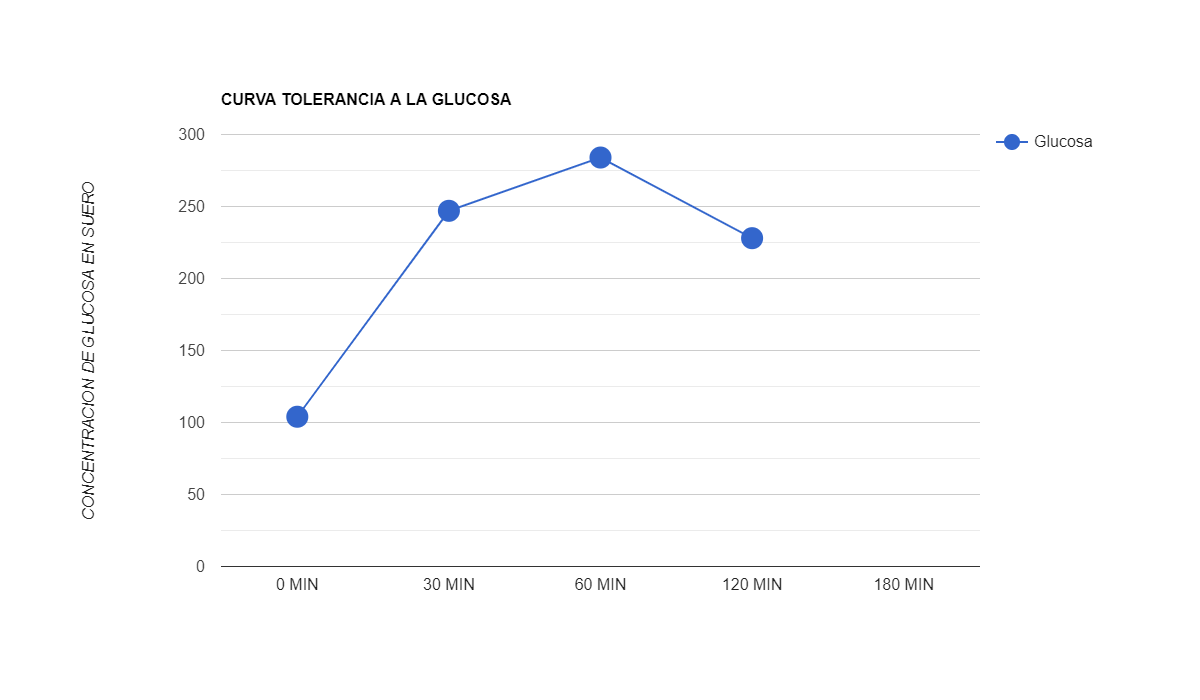 CURVA TOLERANCIA A LA GLUCOSA
CONCENTRACION DE GLUCOSA EN SUERO
300
250
200
150
100
50
0
0 MIN
30 MIN
60 MIN
120 MIN
180 MIN
Glucosa